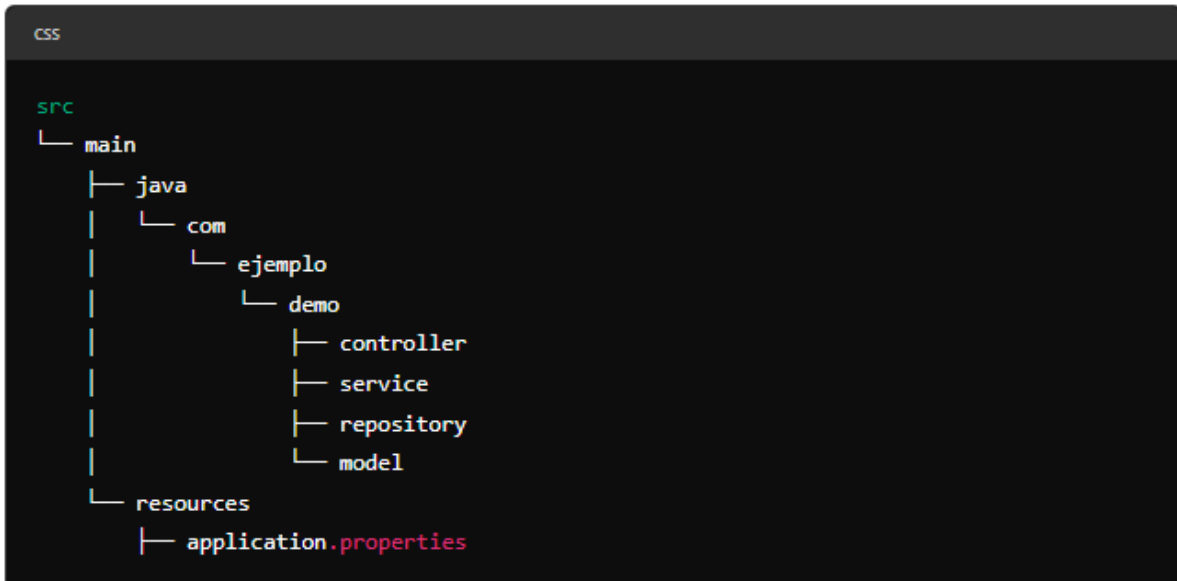 css
src
└── main
    ├── java
    │   └── com
    │       └── ejemplo
    │           └── demo
    │               ├── controller
    │               ├── service
    │               ├── repository
    │               └── model
    └── resources
        ├── application.properties